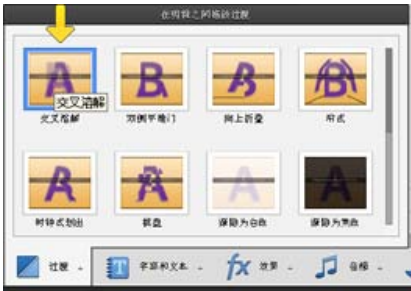 在剪辑之间添加过渡
交叉溶解
交叉溶解 双侧平推门 向上折叠 帘式
时钟式划出 棋盘 渐隐为白色 渐隐为黑色
过渡 字幕和文本 fx 效果 音频